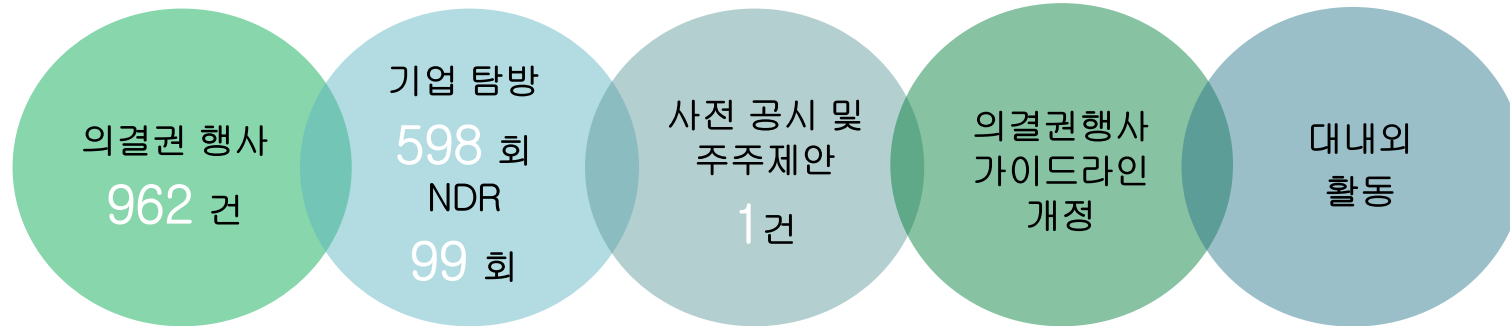 의결권 행사
962 건
기업 탐방
598 회
NDR
99 회
사전 공시 및
주주제안
1건
의결권행사
가이드라인
개정
대내외
활동